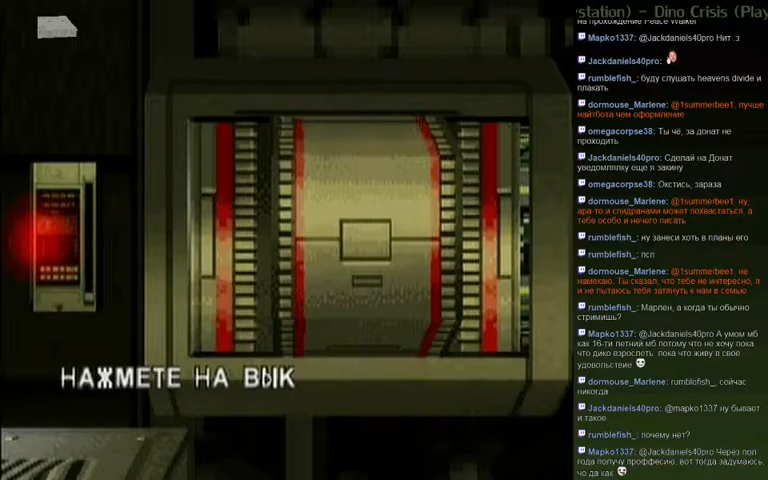 ystation) - Dino Crisis (Play
на прохождение Peace Walker
Mapko1337: @Jackdaniels40pro Нит :з
Jackdaniels40pro:
rumblefish_: буду слушать heavens divide и
плакать
dormouse_Marlene: @1summerbee1, лучше
найтбота чем оформление
omegacorpse38: Ты чё, за донат не
проходить
Jackdaniels40pro: Сделай на Донат
уведомлялку еще я закину
omegacorpse38: Окстись, зараза
dormouse_Marlene: @1summerbee1, ну,
ара-то и спидранами может похвастаться, а
тебе особо и нечего писать
rumblefish_: ну занеси хоть в планы его
rumblefish_: псп
dormouse_Marlene: @1summerbee1, не
намекаю. Ты сказал, что тебе не интересно, я
и не пытаюсь тебя затянуть к нам в семью
rumblefish_: Марлен, а когда ты обычно
стримишь?
Mapko1337: @Jackdaniels40pro А умом мб
как 16-ти летний мб потому что не хочу пока
что дико взрослеть  пока что живу в своё
удовольствие
dormouse_Marlene: rumblefish_, сейчас
никогда
Jackdaniels40pro: @mapko1337 ну бывает
и такое
rumblefish_: почему нет?
Mapko1337: @Jackdaniels40pro Через пол
года получу проффесию. вот тогда задумаюсь.
чо да как
НАЖМЕТЕ НА ВЫК